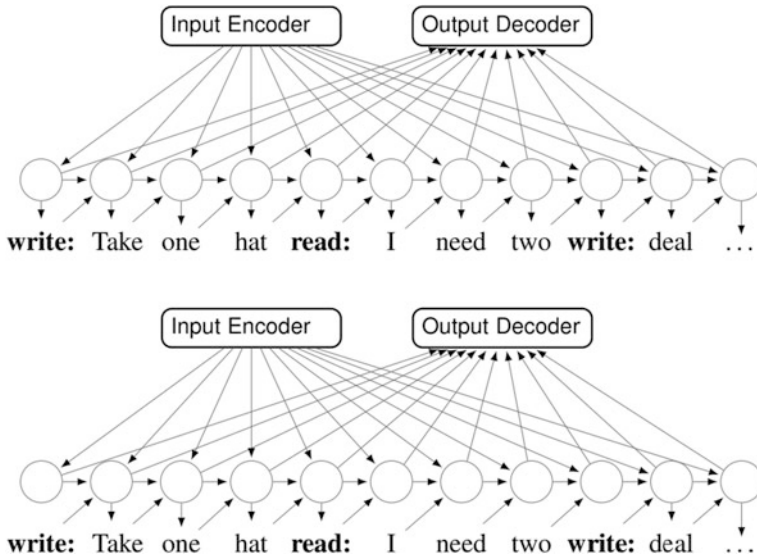 Input Encoder Output Decoder
write: Take one hat read: I need two write: deal ...
Input Encoder Output Decoder
write: Take one hat read: I need two write: deal ...